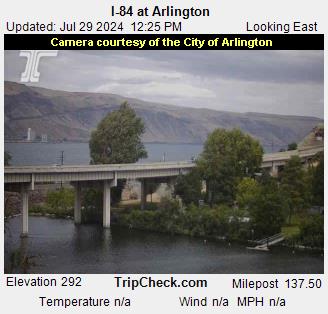 I-84 at Arlington
Updated: Jul 29 2024 12:25 PM Looking East
Camera courtesy of the City of Arlington
Elevation 292 TripCheck.com Milepost 137.50
Temperature n/a Wind n/a MPH n/a